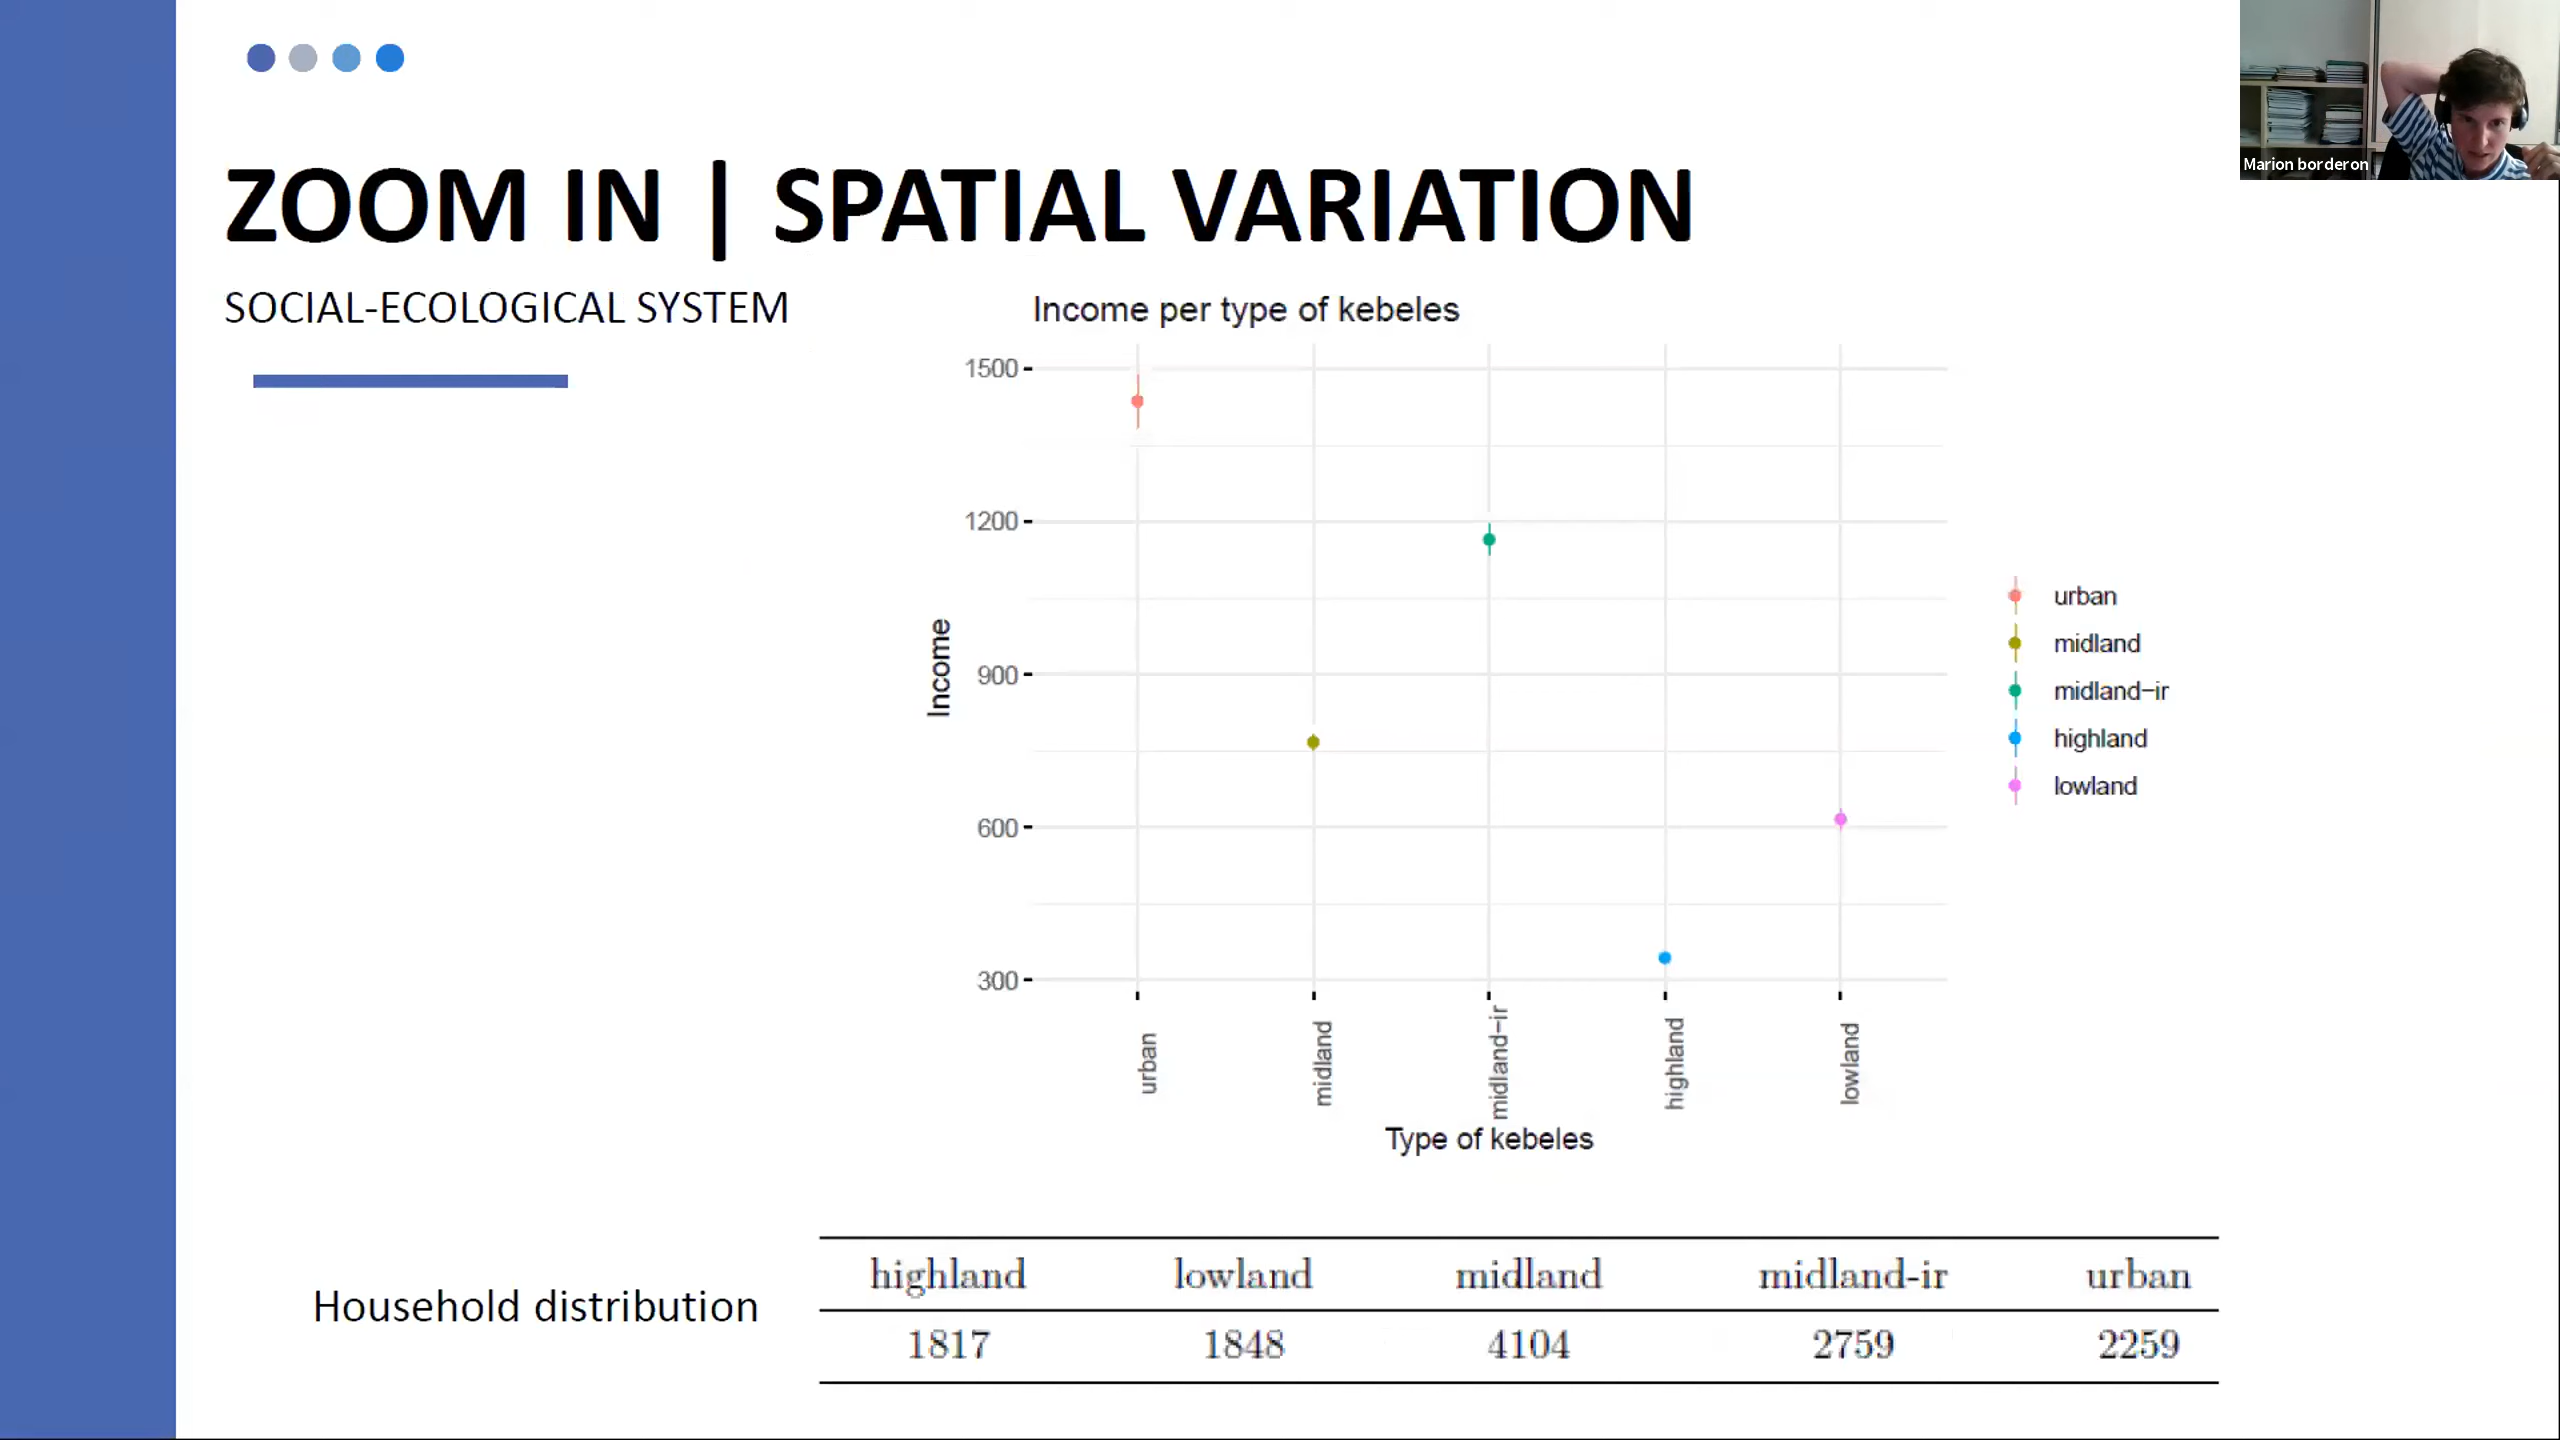 Marion borderon
ZOOM IN | SPATIAL VARIATION
SOCIAL-ECOLOGICAL SYSTEM
Income per type of kebeles
1500
1200
900
600
300
Income
urban
midland
midland-ir
highland
lowland
Type of kebeles
urban
midland
midland-ir
highland
lowland
Household distribution
highland lowland midland midland-ir urban
1817 1848 4104 2759 2259